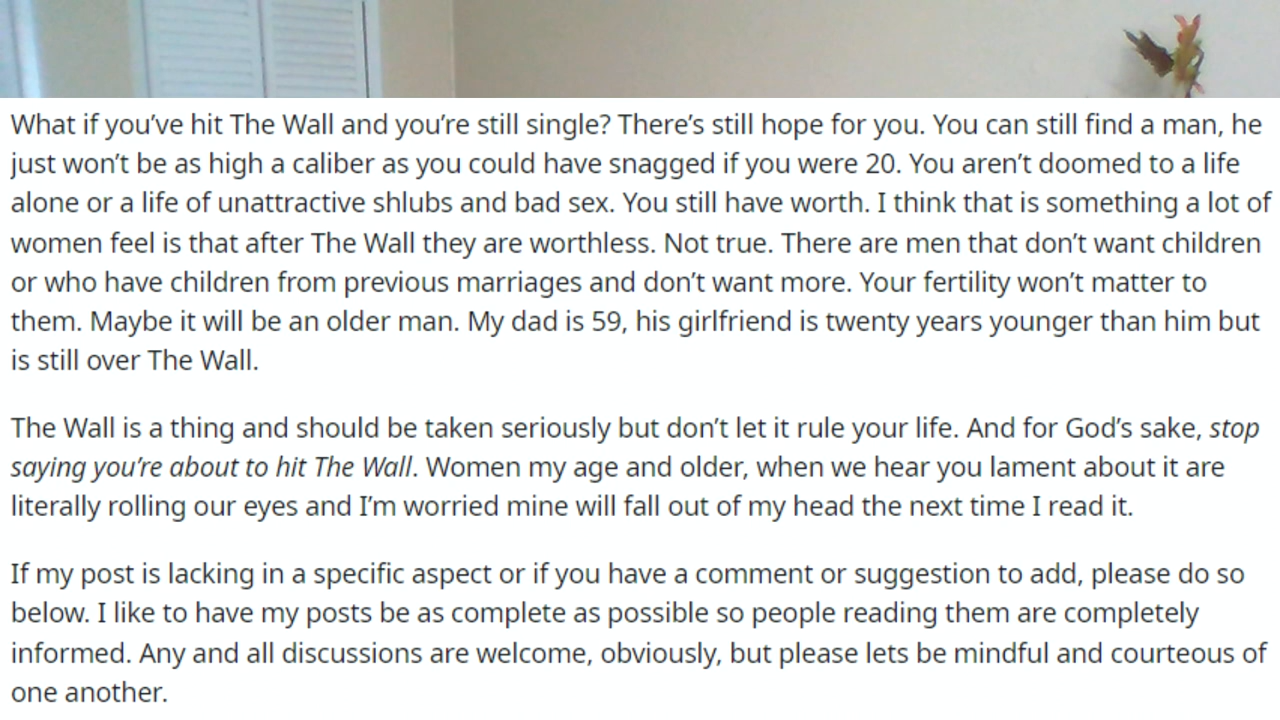 What if you’ve hit The Wall and you’re still single? There’s still hope for you. You can still find a man, he
just won’t be as high a caliber as you could have snagged if you were 20. You aren’t doomed to a life
alone or a life of unattractive shlubs and bad sex. You still have worth. I think that is something a lot of
women feel is that after The Wall they are worthless. Not true. There are men that don’t want children
or who have children from previous marriages and don’t want more. Your fertility won’t matter to
them. Maybe it will be an older man. My dad is 59, his girlfriend is twenty years younger than him but
is still over The Wall.
The Wall is a thing and should be taken seriously but don’t let it rule your life. And for God’s sake, stop
saying you’re about to hit The Wall. Women my age and older, when we hear you lament about it are
literally rolling our eyes and I’m worried mine will fall out of my head the next time I read it.
If my post is lacking in a specific aspect or if you have a comment or suggestion to add, please do so
below. I like to have my posts be as complete as possible so people reading them are completely
informed. Any and all discussions are welcome, obviously, but please lets be mindful and courteous of
one another.